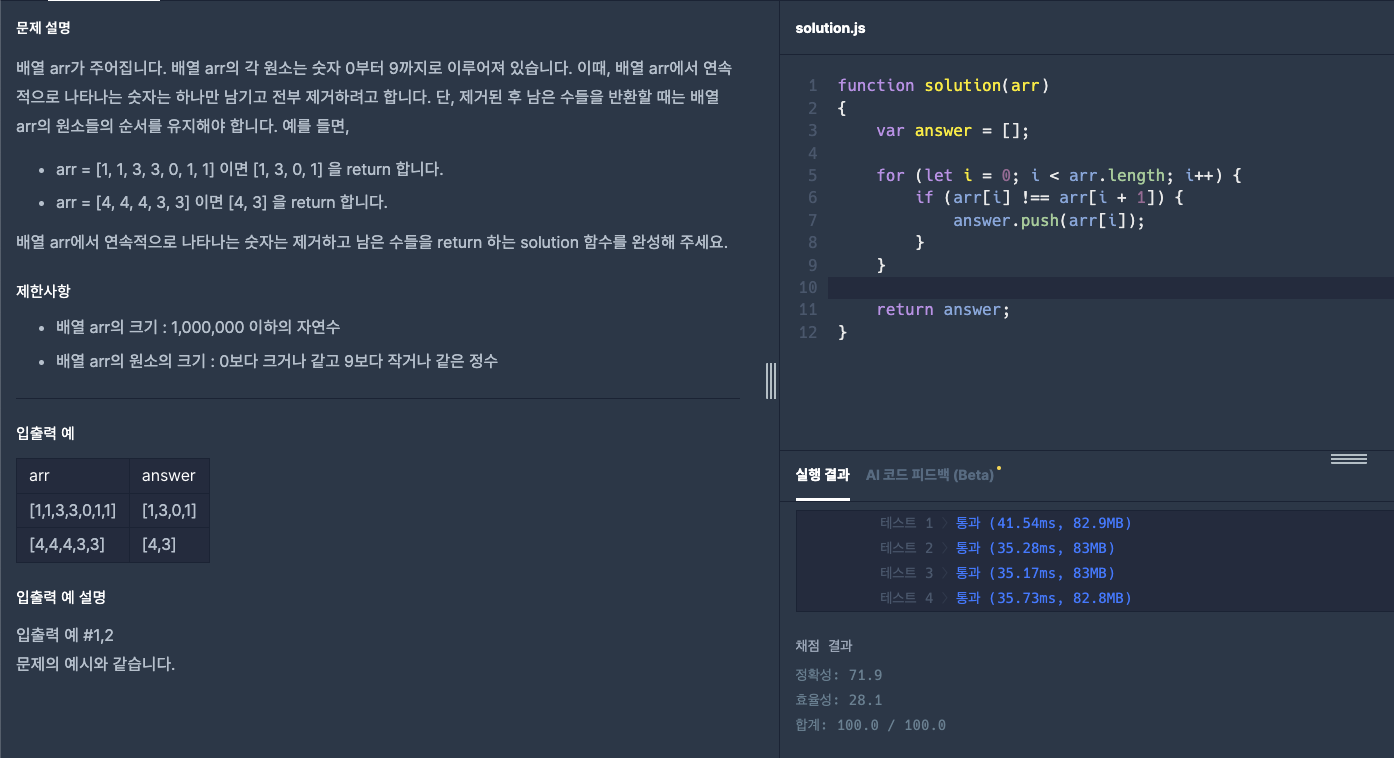 문제 설명
배열 arr가 주어집니다. 배열 arr의 각 원소는 숫자 0부터 9까지로 이루어져 있습니다. 이때, 배열 arr에서 연속
적으로 나타나는 숫자는 하나만 남기고 전부 제거하려고 합니다. 단, 제거된 후 남은 수들을 반환할 때는 배열
arr의 원소들의 순서를 유지해야 합니다. 예를 들면,
• arr = [1, 1, 3, 3, 0, 1, 1] 이면 [1, 3, 0, 1] 을 return 합니다.
• arr = [4, 4, 4, 3, 3] 이면 [4, 3] 을 return 합니다.
배열 arr에서 연속적으로 나타나는 숫자는 제거하고 남은 수들을 return 하는 solution 함수를 완성해 주세요.
제한사항
• 배열 arr의 크기 : 1,000,000 이하의 자연수
• 배열 arr의 원소의 크기 : 0보다 크거나 같고 9보다 작거나 같은 정수
입출력 예
arr answer
[1,1,3,3,0,1,1] [1,3,0,1]
[4,4,4,3,3] [4,3]
입출력 예 설명
입출력 예 #1,2
문제의 예시와 같습니다.
solution.js
1 function solution(arr)
2 {
3     var answer = [];
4
5     for (let i = 0; i < arr.length; i++) {
6         if (arr[i] !== arr[i + 1]) {
7             answer.push(arr[i]);
8         }
9     }
10
11     return answer;
12 }
실행 결과 AI 코드 피드백 (Beta)
테스트 1 〉 통과 (41.54ms, 82.9MB)
테스트 2 〉 통과 (35.28ms, 83MB)
테스트 3 〉 통과 (35.17ms, 83MB)
테스트 4 〉 통과 (35.73ms, 82.8MB)
채점 결과
정확성: 71.9
효율성: 28.1
합계: 100.0 / 100.0